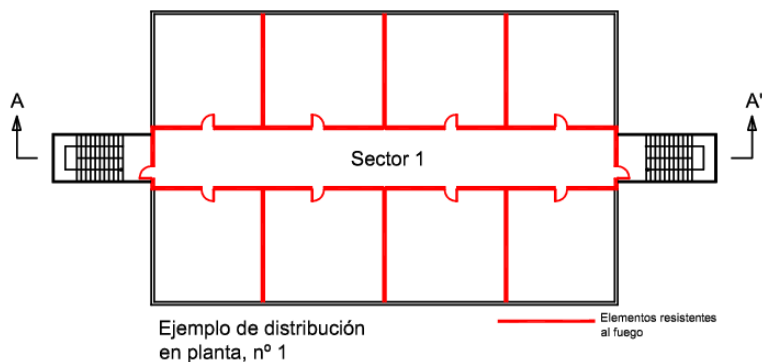 A
A'
Sector 1
Ejemplo de distribución
en planta, nº 1
Elementos resistentes
al fuego